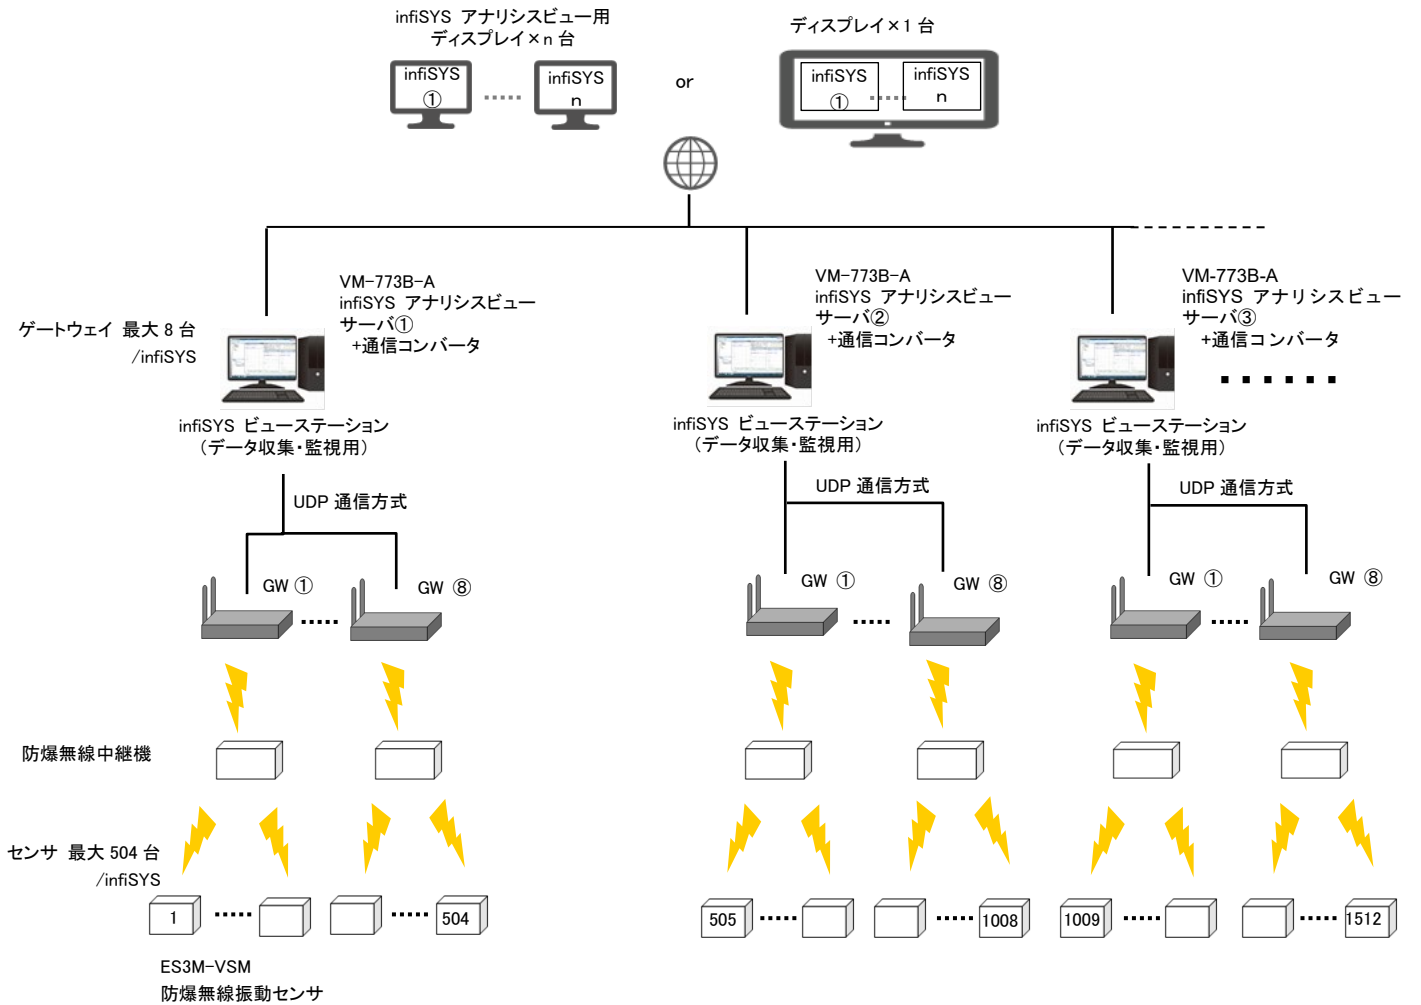 infiSYS アナリシスビュー用
ディスプレイ×n 台
ディスプレイ×1 台
infiSYS
①
infiSYS
n
or
infiSYS
①
infiSYS
n
ゲートウェイ 最大 8 台
/infiSYS
VM-773B-A
infiSYS アナリシスビュー
サーバ①
+通信コンバータ
VM-773B-A
infiSYS アナリシスビュー
サーバ②
+通信コンバータ
VM-773B-A
infiSYS アナリシスビュー
サーバ③
+通信コンバータ
infiSYS ビューステーション
(データ収集・監視用)
infiSYS ビューステーション
(データ収集・監視用)
infiSYS ビューステーション
(データ収集・監視用)
UDP 通信方式
UDP 通信方式
UDP 通信方式
GW ①
GW ⑧
GW ①
GW ⑧
GW ①
GW ⑧
防爆無線中継機
センサ 最大 504 台
/infiSYS
1
504
505
1008
1009
1512
ES3M-VSM
防爆無線振動センサ